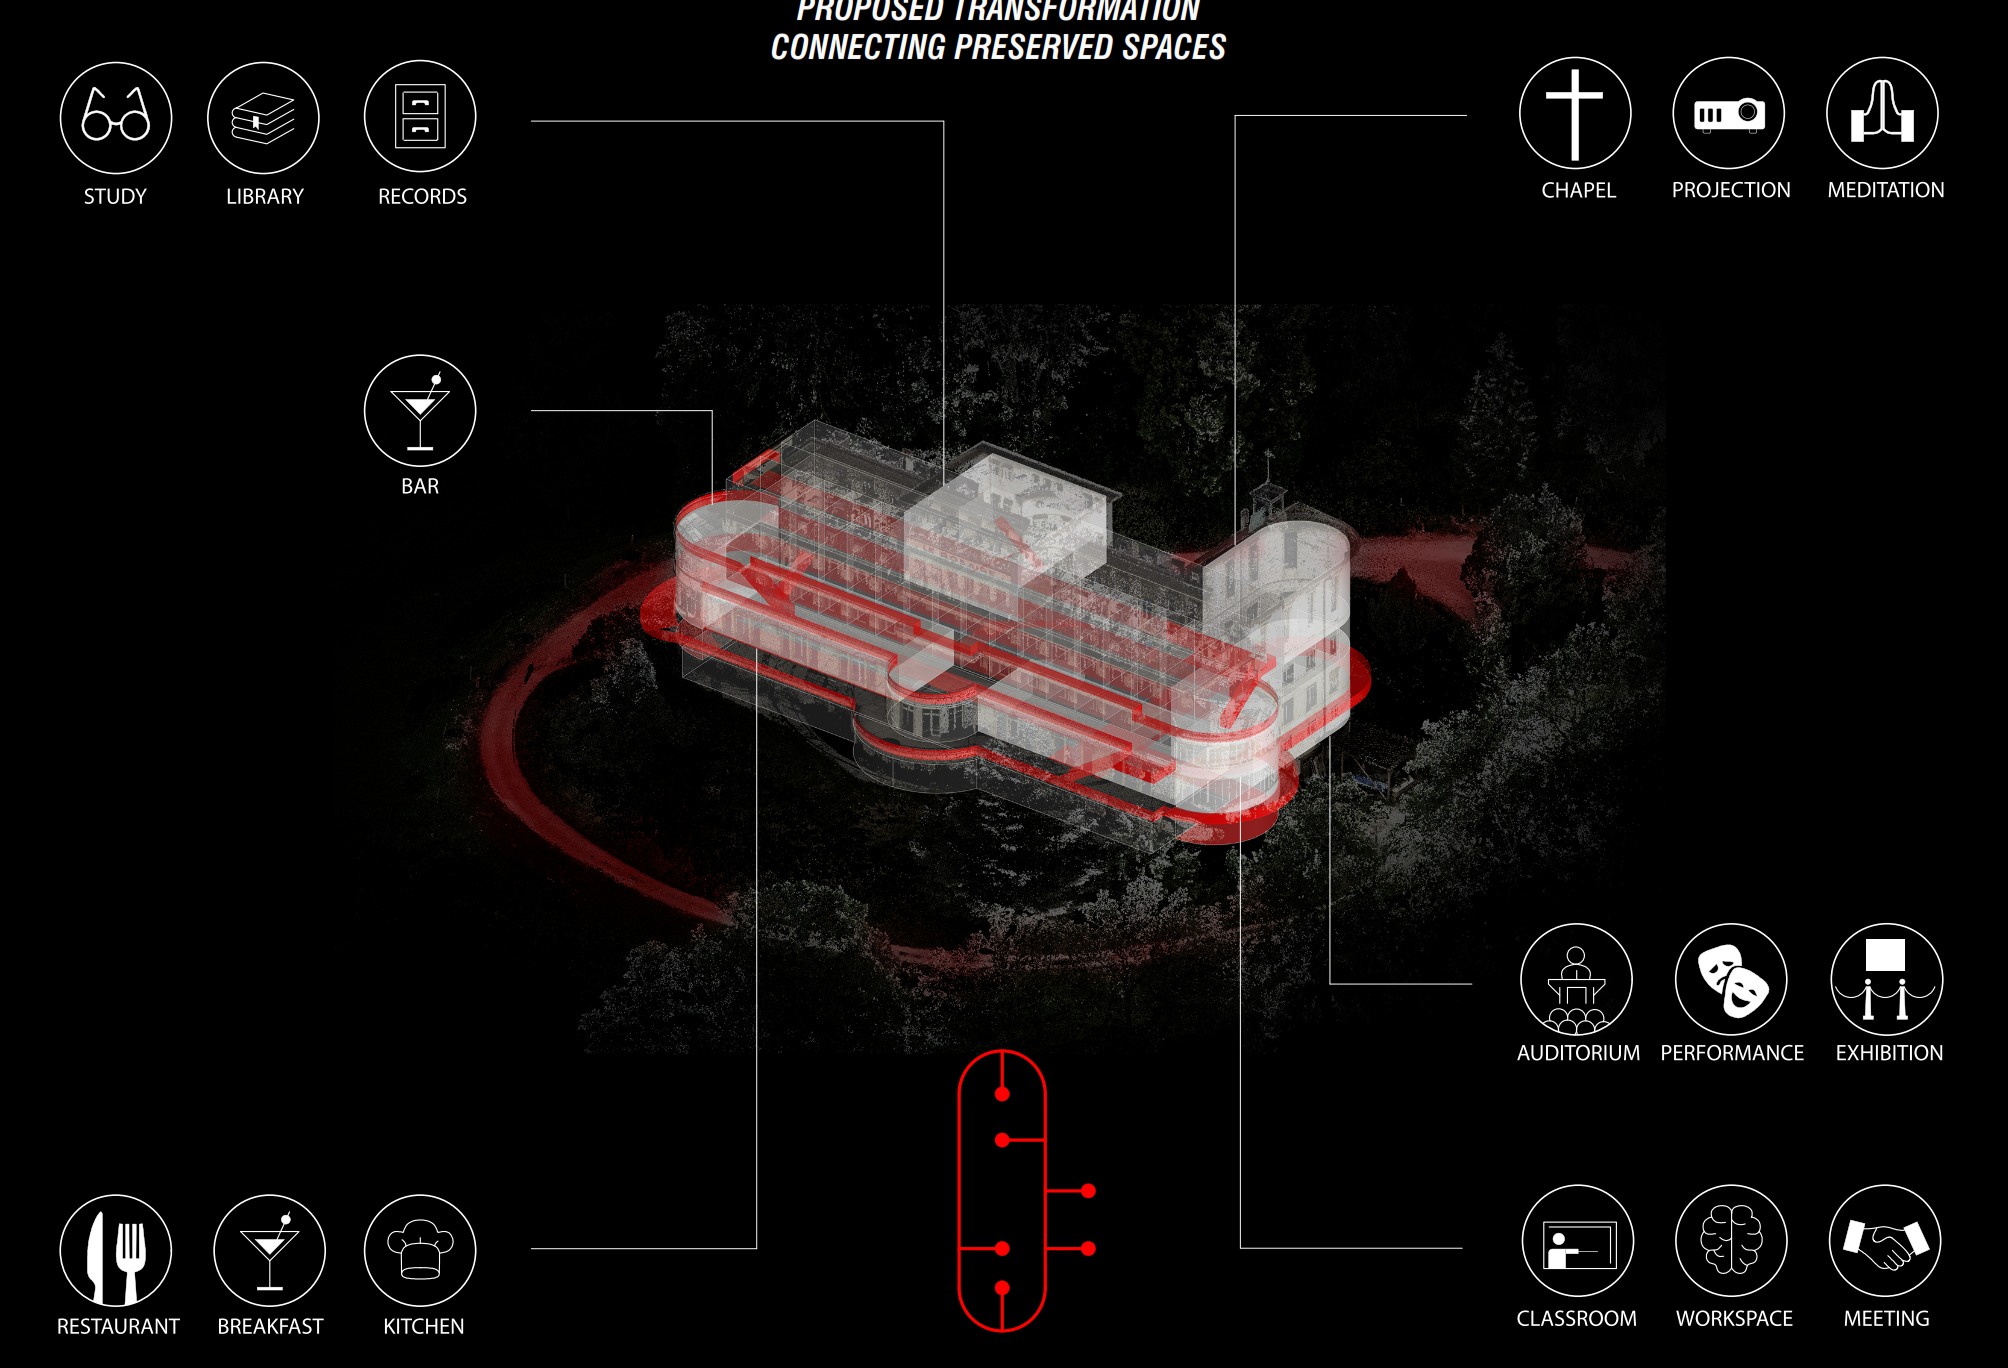 PROPOSED TRANSFORMATION
CONNECTING PRESERVED SPACES
STUDY
LIBRARY
RECORDS
CHAPEL
PROJECTION
MEDITATION
BAR
AUDITORIUM
PERFORMANCE
EXHIBITION
RESTAURANT
BREAKFAST
KITCHEN
CLASSROOM
WORKSPACE
MEETING